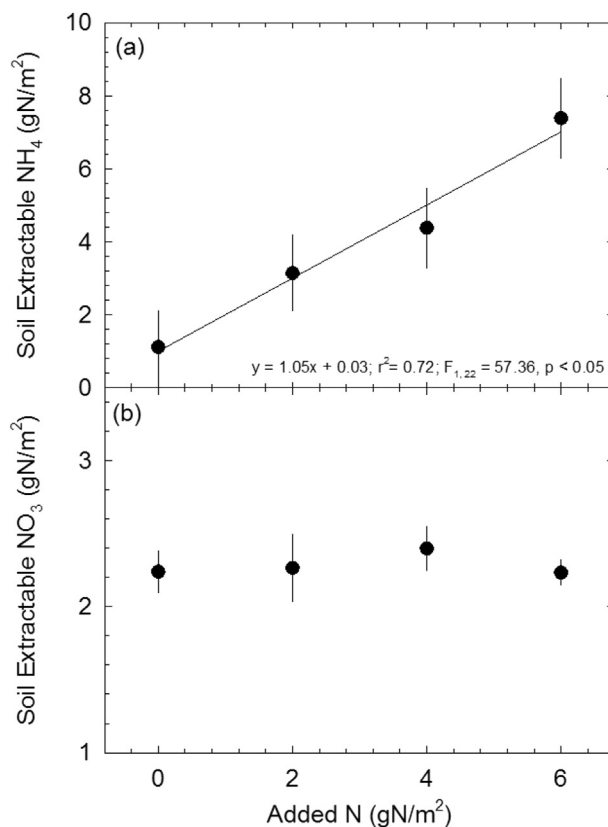 (a)
Soil Extractable NH₄ (gN/m²)
10
8
6
4
2
0
y = 1.05x + 0.03; r²= 0.72; F₁,₂₂ = 57.36, p < 0.05
(b)
Soil Extractable NO₃ (gN/m²)
3
2
1
0 2 4 6
Added N (gN/m²)